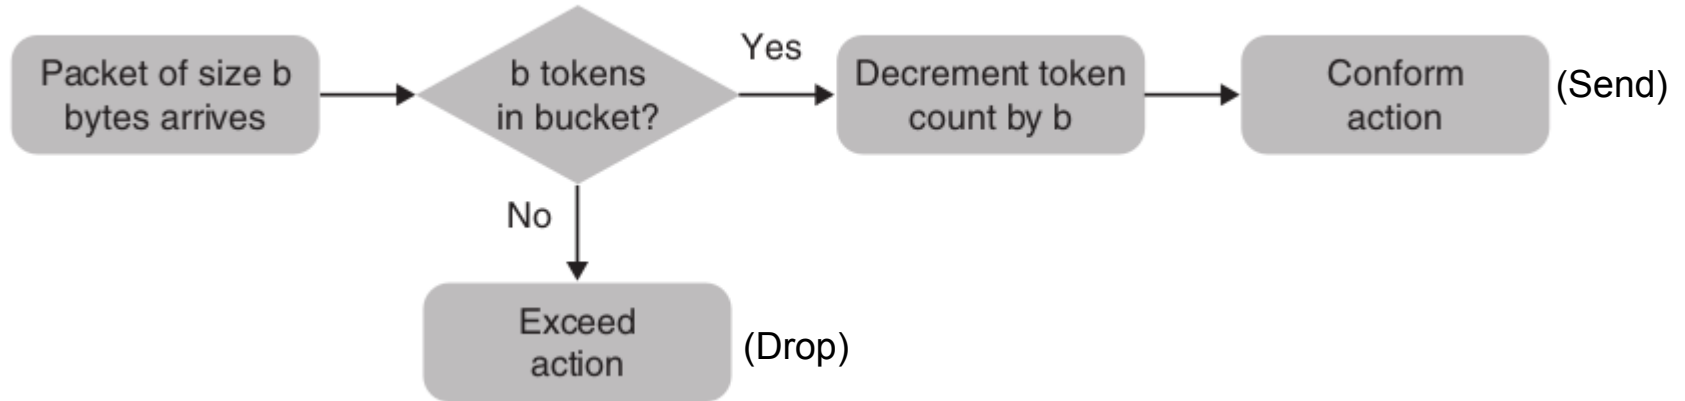 Packet of size b
bytes arrives
b tokens
in bucket?
Yes
Decrement token
count by b
Conform
action
(Send)
No
Exceed
action
(Drop)